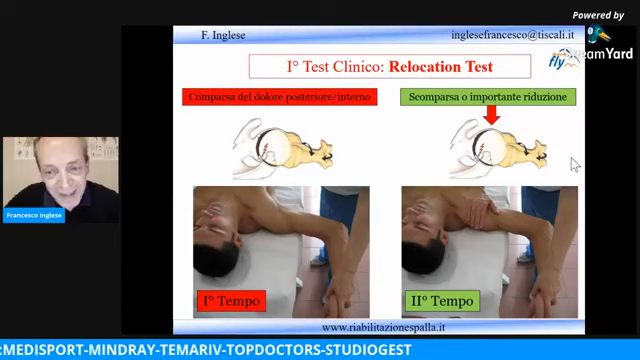 Powered by
StreamYard
F. Inglese
inglesefrancesco@tiscali.it
fly
I° Test Clinico: Relocation Test
Comparsa del dolore posteriore/interno
Scomparsa o importante riduzione
Francesco Inglese
I° Tempo
II° Tempo
www.riabilitazionespalla.it
:MEDISPORT-MINDRAY-TEMARIV-TOPDOCTORS-STUDIOGEST